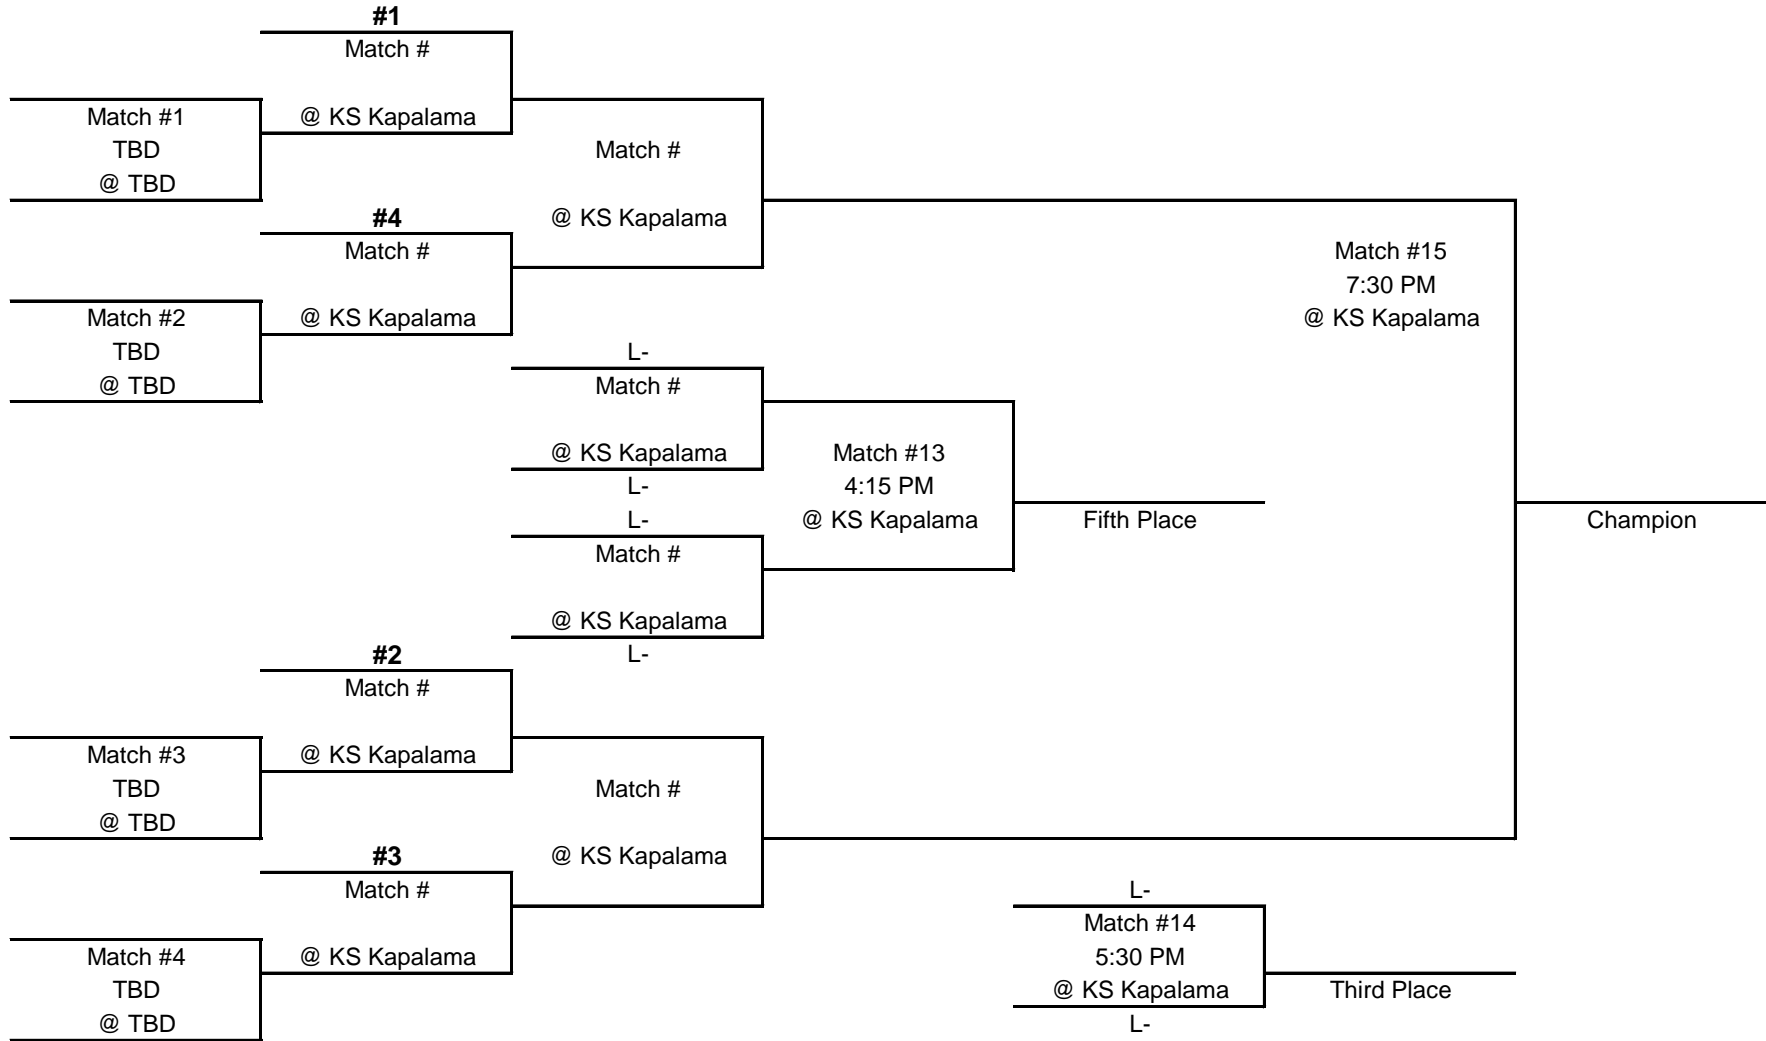 #1
Match #
@ KS Kapalama
Match #1
TBD
@ TBD
Match #
@ KS Kapalama
#4
Match #
@ KS Kapalama
Match #2
TBD
@ TBD
Match #15
7:30 PM
@ KS Kapalama
L-
Match #
@ KS Kapalama
L-
Match #13
4:15 PM
@ KS Kapalama
Fifth Place
Champion
L-
Match #
@ KS Kapalama
L-
#2
Match #
@ KS Kapalama
Match #3
TBD
@ TBD
Match #
@ KS Kapalama
#3
Match #
@ KS Kapalama
Match #4
TBD
@ TBD
L-
Match #14
5:30 PM
@ KS Kapalama
L-
Third Place